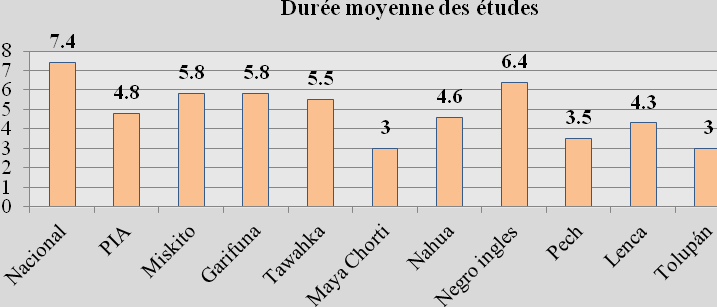 Durée moyenne des études
8
7
6
5
4
3
2
1
0
7.4
4.8
5.8
5.8
5.5
3
4.6
6.4
3.5
4.3
3
Nacional
PIA
Miskito
Garifuna
Tawahka
Maya Chorti
Nahua
Negro ingles
Pech
Lenca
Tolupán